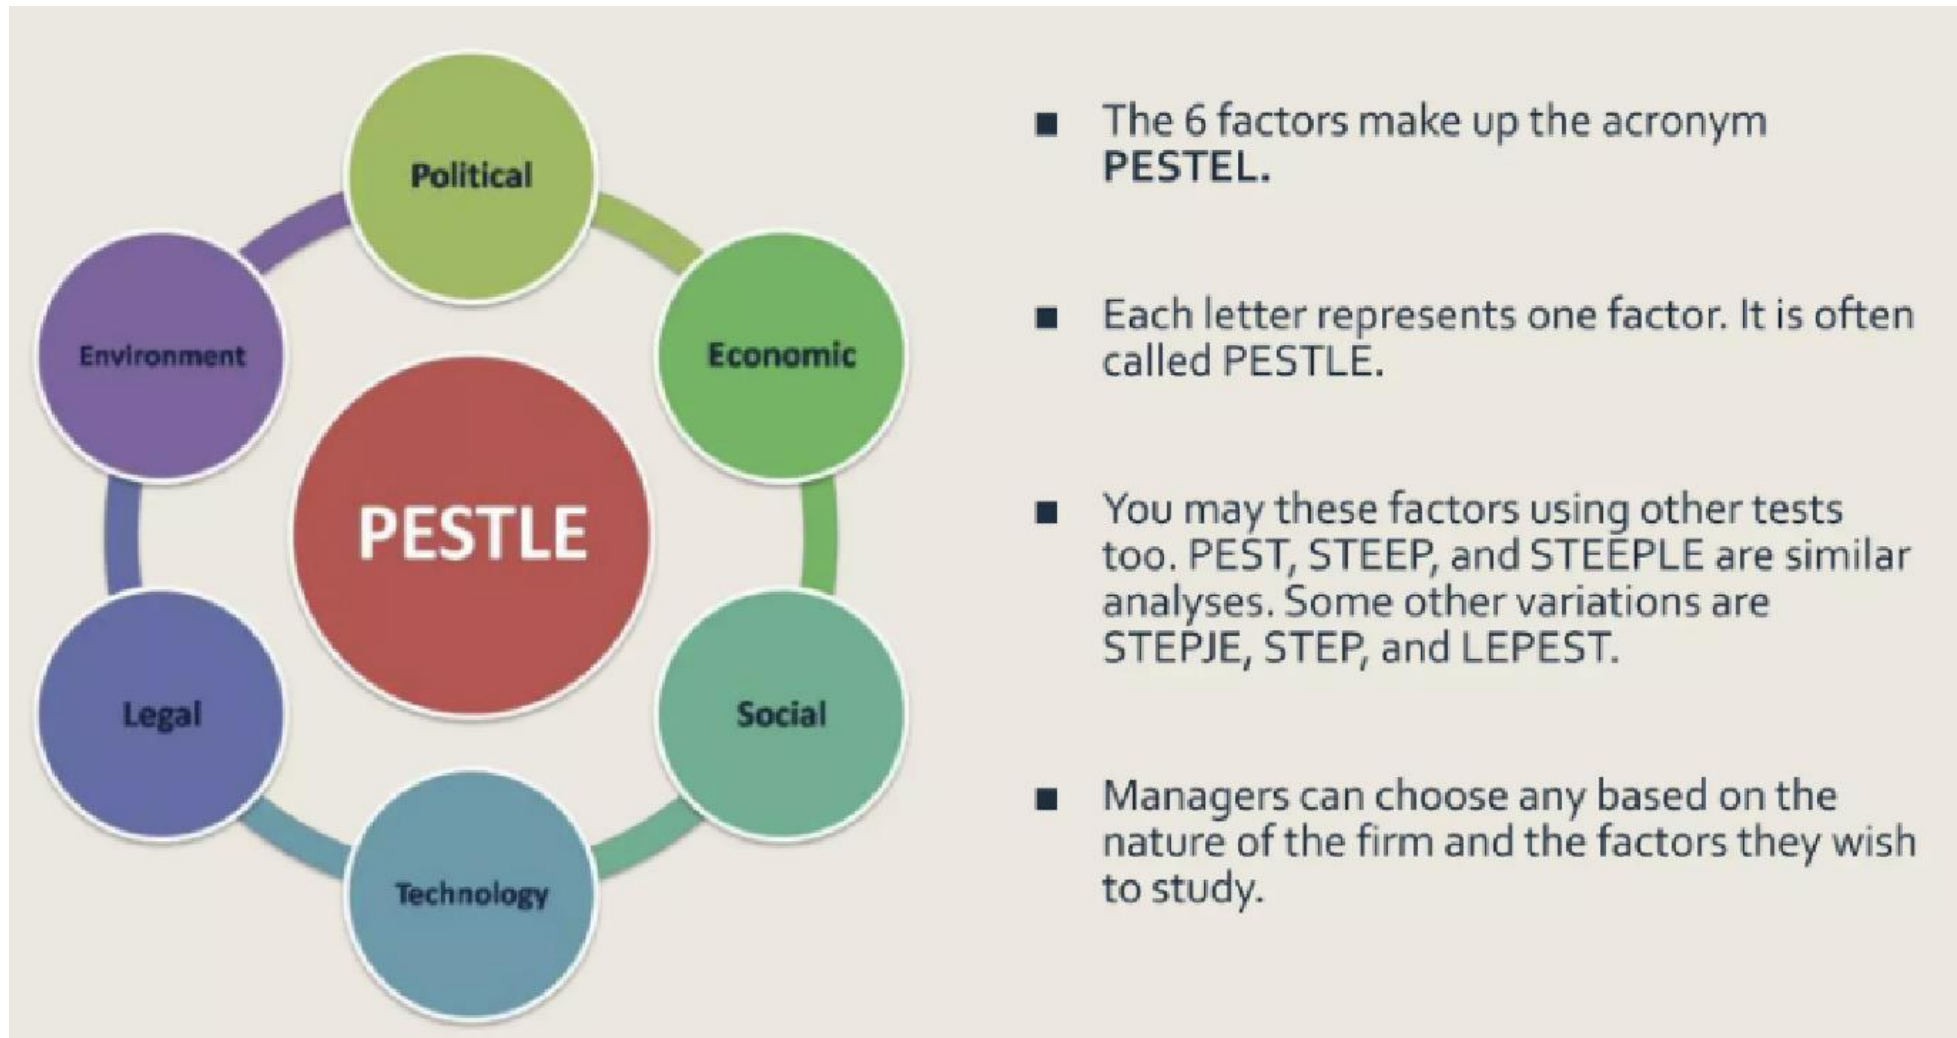 Political
Economic
Social
Technology
Legal
Environment
PESTLE
■ The 6 factors make up the acronym
PESTEL.
■ Each letter represents one factor. It is often
called PESTLE.
■ You may these factors using other tests
too. PEST, STEEP, and STEEPLE are similar
analyses. Some other variations are
STEPJE, STEP, and LEPEST.
■ Managers can choose any based on the
nature of the firm and the factors they wish
to study.